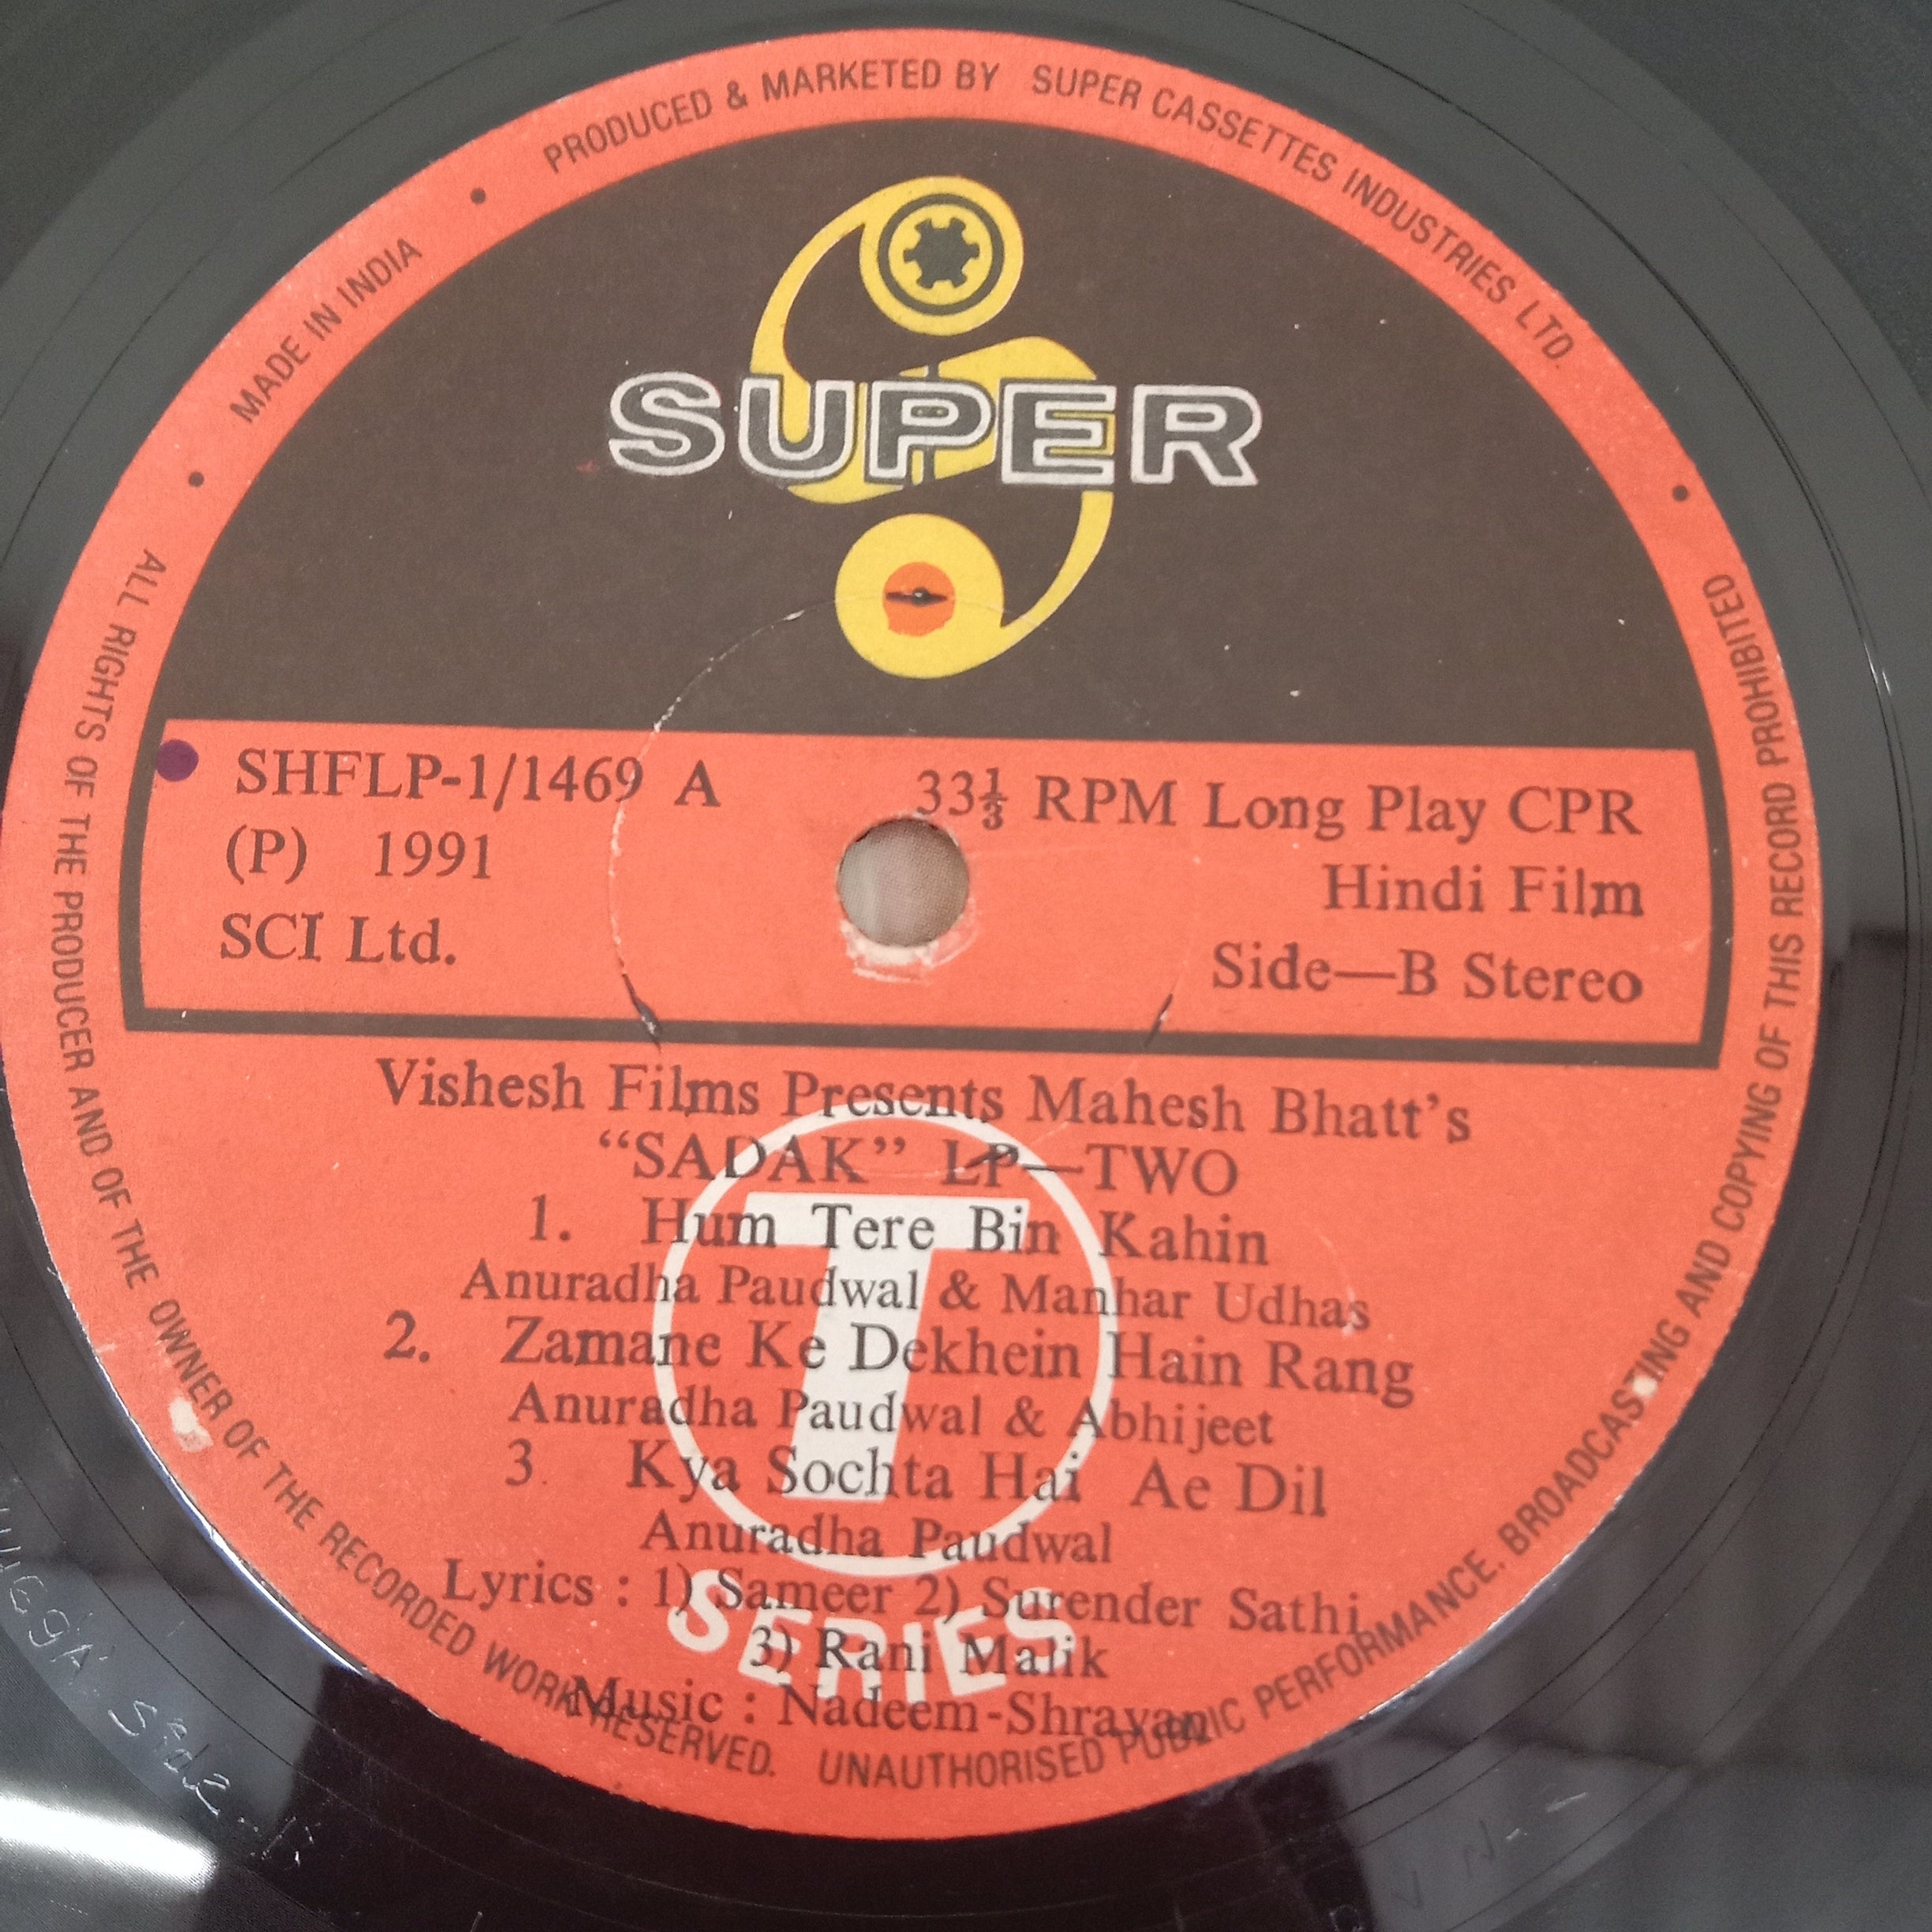 MADE IN INDIA • PRODUCED & MARKETED BY SUPER CASSETTES INDUSTRIES LTD.
SUPER
SHFLP-1/1469 A
(P) 1991
SCI Ltd.
33⅓ RPM Long Play CPR
Hindi Film
Side—B Stereo
Vishesh Films Presents Mahesh Bhatt's
"SADAK" LP—TWO
1. Hum Tere Bin Kahin
Anuradha Paudwal & Manhar Udhas
2. Zamane Ke Dekhein Hain Rang
Anuradha Paudwal & Abhijeet
3. Kya Sochta Hai Ae Dil
Anuradha Paudwal
Lyrics : 1) Sameer 2) Surender Sathi
3) Rani Malik
Music : Nadeem-Shravan
T
SERIES
ALL RIGHTS OF THE PRODUCER AND OF THE OWNER OF THE RECORDED WORK RESERVED. UNAUTHORISED PUBLIC PERFORMANCE. BROADCASTING AND COPYING OF THIS RECORD PROHIBITED